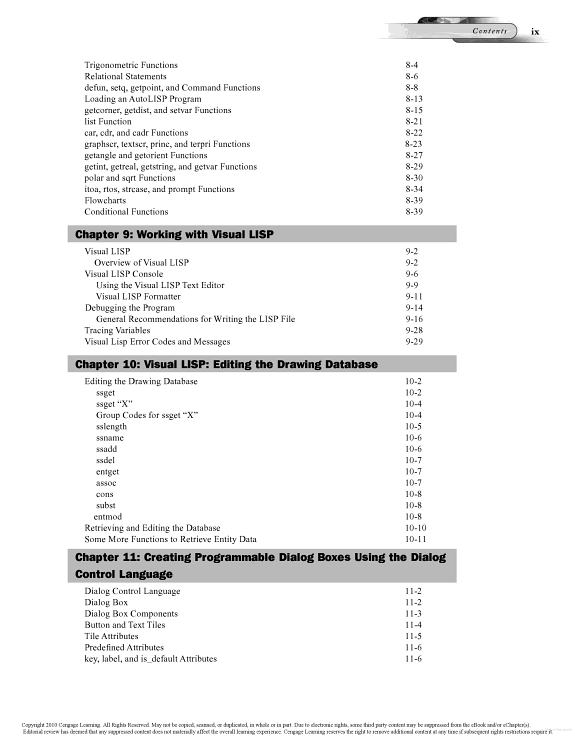 Contents ix
Trigonometric Functions 8-4
Relational Statements 8-6
defun, setq, getpoint, and Command Functions 8-8
Loading an AutoLISP Program 8-13
getcorner, getdist, and setvar Functions 8-15
list Function 8-21
car, cdr, and cadr Functions 8-22
graphscr, textscr, princ, and terpri Functions 8-23
getangle and getorient Functions 8-27
getint, getreal, getstring, and getvar Functions 8-29
polar and sqrt Functions 8-30
itoa, rtos, strcase, and prompt Functions 8-34
Flowcharts 8-39
Conditional Functions 8-39
Chapter 9: Working with Visual LISP
Visual LISP 9-2
Overview of Visual LISP 9-2
Visual LISP Console 9-6
Using the Visual LISP Text Editor 9-9
Visual LISP Formatter 9-11
Debugging the Program 9-14
General Recommendations for Writing the LISP File 9-16
Tracing Variables 9-28
Visual Lisp Error Codes and Messages 9-29
Chapter 10: Visual LISP: Editing the Drawing Database
Editing the Drawing Database 10-2
ssget 10-2
ssget “X” 10-4
Group Codes for ssget “X” 10-4
sslength 10-5
ssname 10-6
ssadd 10-6
ssdel 10-7
entget 10-7
assoc 10-7
cons 10-8
subst 10-8
entmod 10-8
Retrieving and Editing the Database 10-10
Some More Functions to Retrieve Entity Data 10-11
Chapter 11: Creating Programmable Dialog Boxes Using the Dialog
Control Language
Dialog Control Language 11-2
Dialog Box 11-2
Dialog Box Components 11-3
Button and Text Tiles 11-4
Tile Attributes 11-5
Predefined Attributes 11-6
key, label, and is_default Attributes 11-6
Copyright 2010 Cengage Learning. All Rights Reserved. May not be copied, scanned, or duplicated, in whole or in part. Due to electronic rights, some third party content may be suppressed from the eBook and/or eChapter(s).
Editorial review has deemed that any suppressed content does not materially affect the overall learning experience. Cengage Learning reserves the right to remove additional content at any time if subsequent rights restrictions require it.